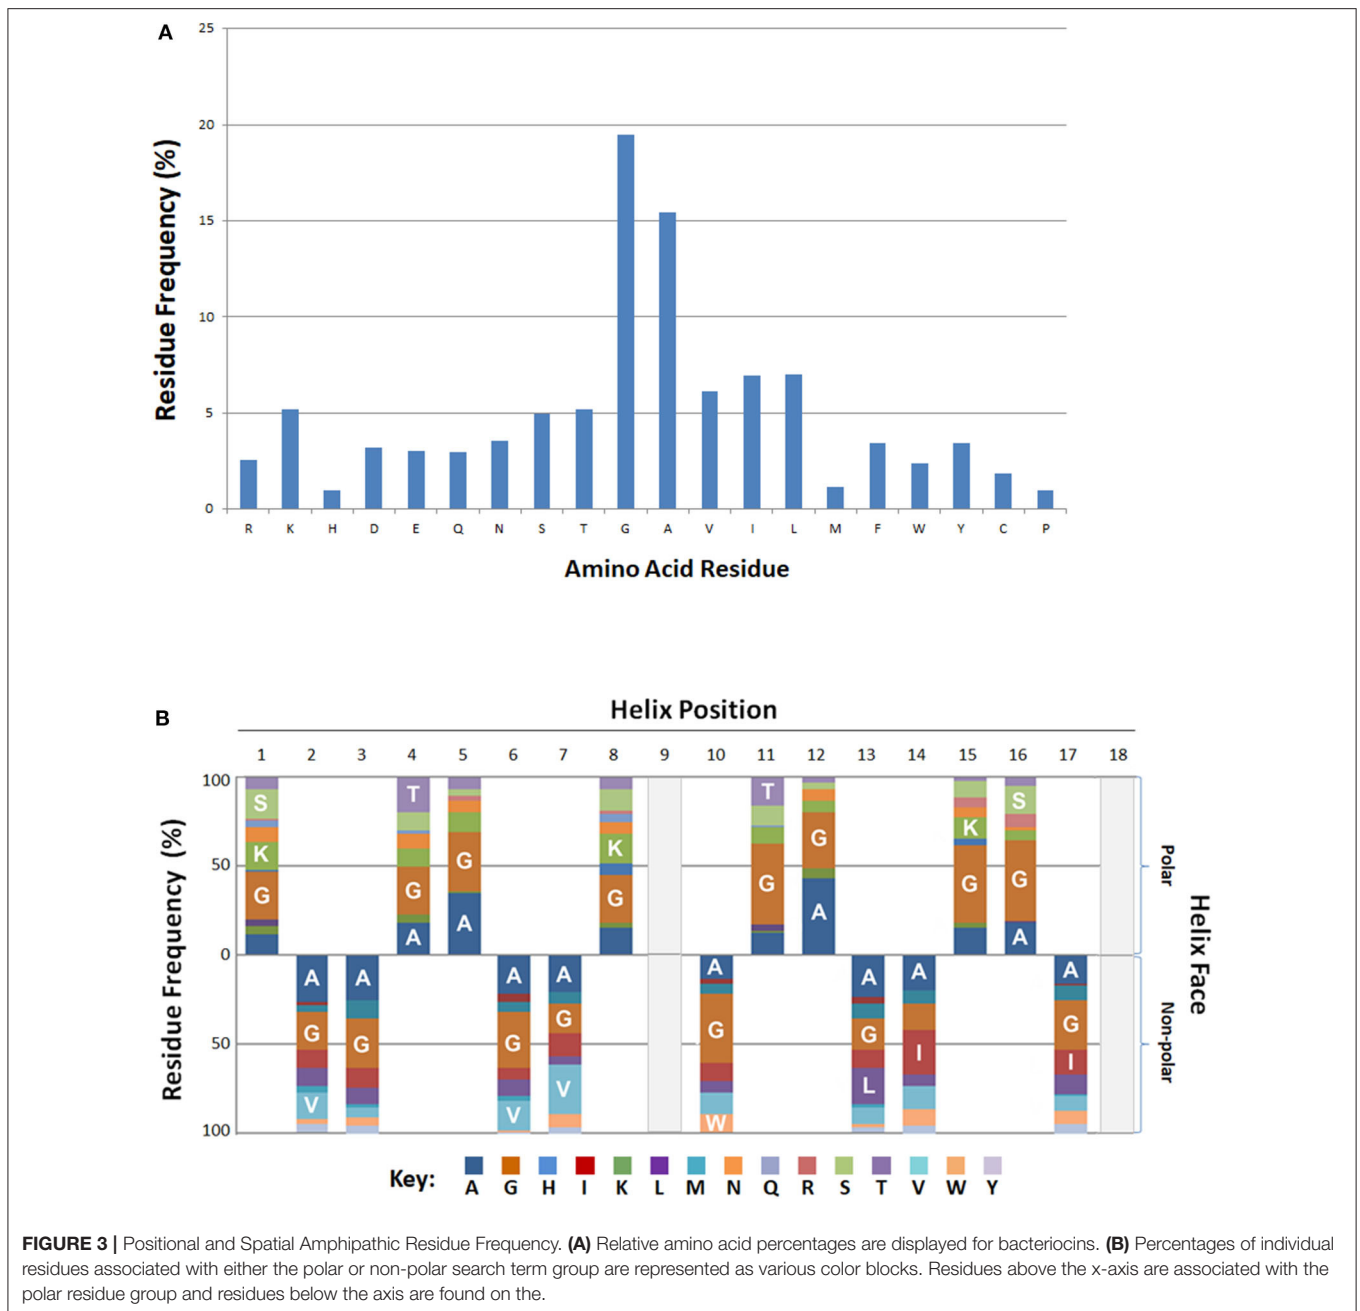 A
25
20
15
10
5
0
Residue Frequency (%)
R K H D E Q N S T G A V I L M F W Y C P
Amino Acid Residue
B
Helix Position
1 2 3 4 5 6 7 8 9 10 11 12 13 14 15 16 17 18
100
50
0
50
100
Residue Frequency (%)
S K G
A G V
A G
T G A
G A
A G V
A G V
K G
A G W
T G
G A
A G L
A I
K G
S G A
A G I
Polar
Non-polar
Helix Face
Key: A G H I K L M N Q R S T V W Y
FIGURE 3 | Positional and Spatial Amphipathic Residue Frequency. (A) Relative amino acid percentages are displayed for bacteriocins. (B) Percentages of individual
residues associated with either the polar or non-polar search term group are represented as various color blocks. Residues above the x-axis are associated with the
polar residue group and residues below the axis are found on the.